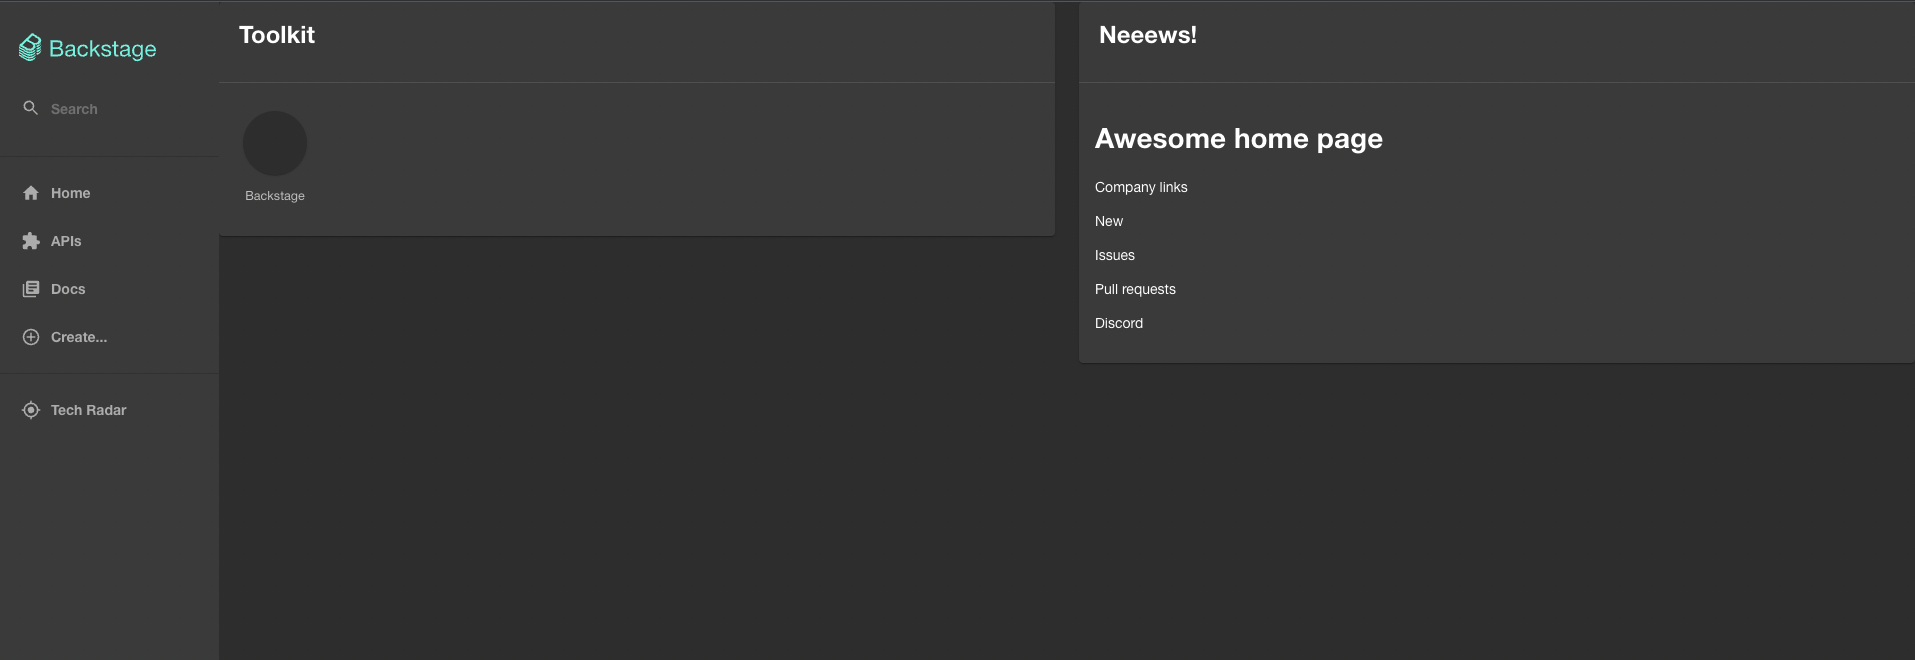 Backstage
Search
Home
APIs
Docs
Create...
Tech Radar
Toolkit
Backstage
Neeews!
Awesome home page
Company links
New
Issues
Pull requests
Discord